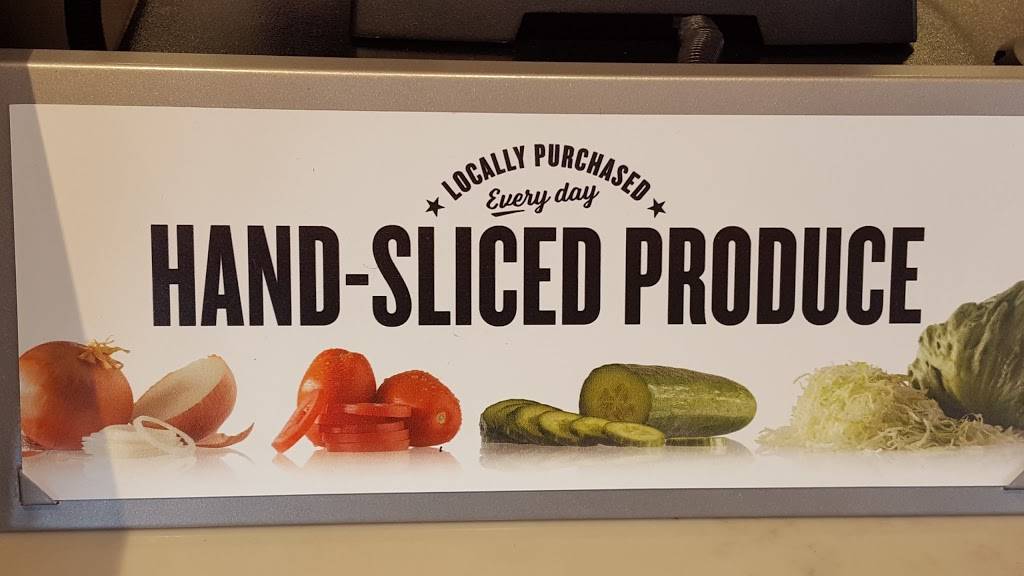 LOCALLY PURCHASED
Every day
HAND-SLICED PRODUCE